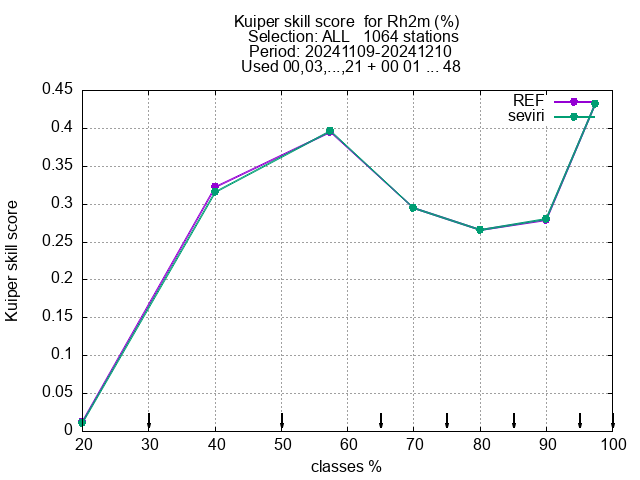 Kuiper skill score  for Rh2m (%)
Selection: ALL   1064 stations
Period: 20241109-20241210
Used 00,03,...,21 + 00 01 ... 48
REF
seviri
0.45
0.4
0.35
0.3
0.25
0.2
0.15
0.1
0.05
0
Kuiper skill score
20 30 40 50 60 70 80 90 100
classes %